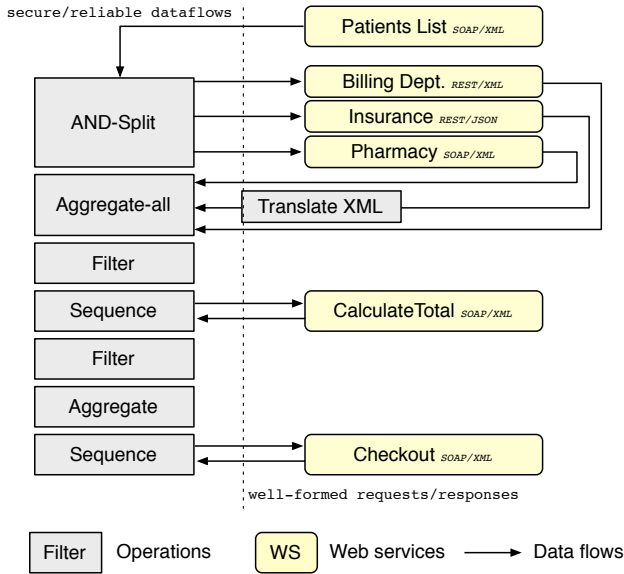 secure/reliable dataflows
Patients List SOAP/XML
Billing Dept. REST/XML
AND-Split
Insurance REST/JSON
Pharmacy SOAP/XML
Aggregate-all
Translate XML
Filter
Sequence
CalculateTotal SOAP/XML
Filter
Aggregate
Sequence
Checkout SOAP/XML
well-formed requests/responses
Filter Operations WS Web services Data flows